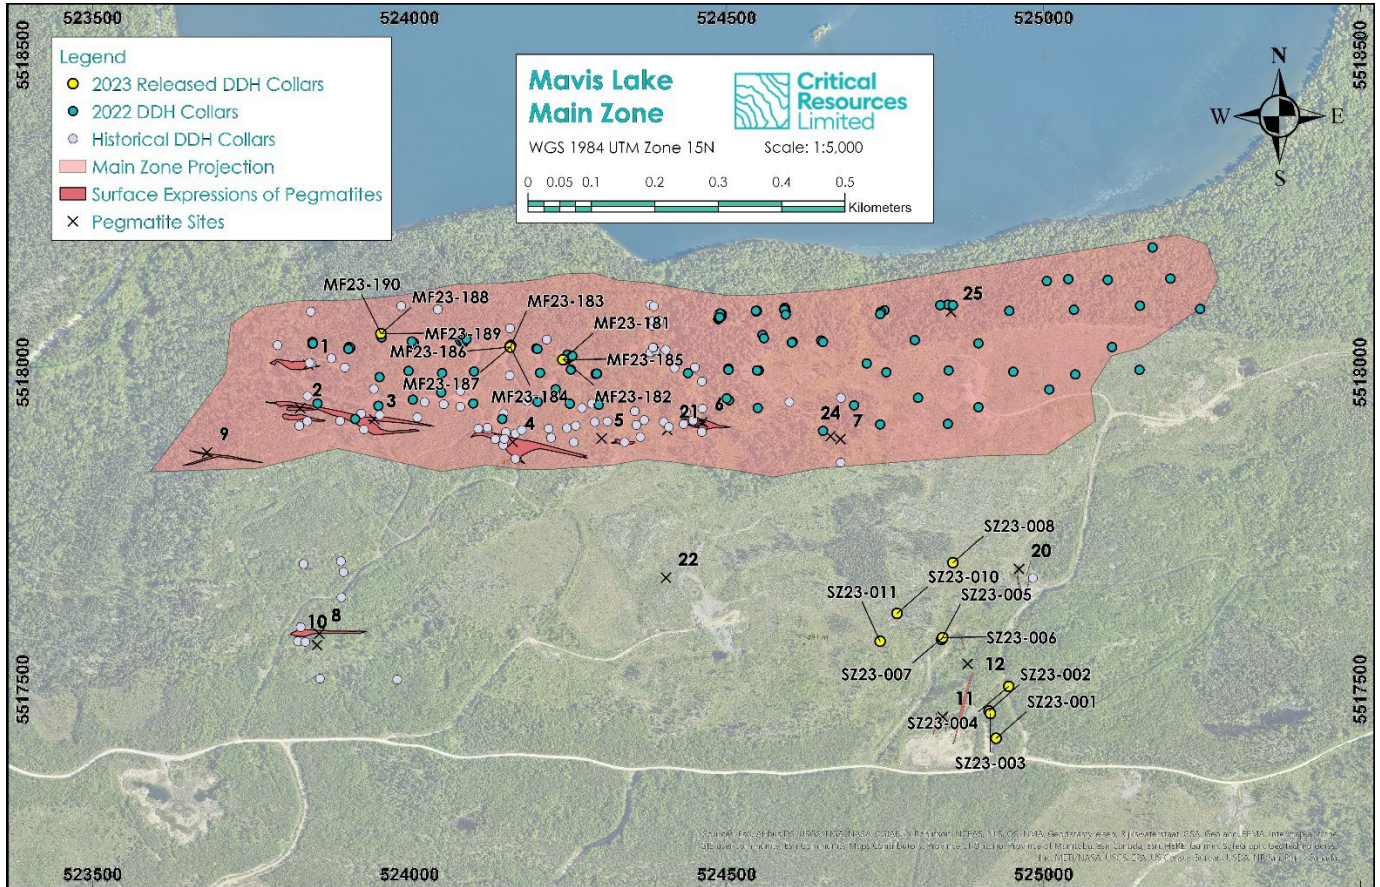 523500
524000
524500
525000
5518500
5518500
Legend
2023 Released DDH Collars
2022 DDH Collars
Historical DDH Collars
Main Zone Projection
Surface Expressions of Pegmatites
Pegmatite Sites
Mavis Lake
Main Zone
Critical
Resources
Limited
WGS 1984 UTM Zone 15N
Scale: 1:5,000
0 0.05 0.1 0.2 0.3 0.4 0.5
Kilometers
N
W
E
S
MF23-190
MF23-188
MF23-183
MF23-189
MF23-181
MF23-186
MF23-185
MF23-187
MF23-184
MF23-182
25
1
2
3
4
5
21
6
24
7
9
5518000
5518000
SZ23-008
22
20
SZ23-011
SZ23-010
SZ23-005
10
8
SZ23-006
SZ23-007
12
SZ23-002
11
SZ23-001
SZ23-004
SZ23-003
5517500
5517500
523500
524000
524500
525000